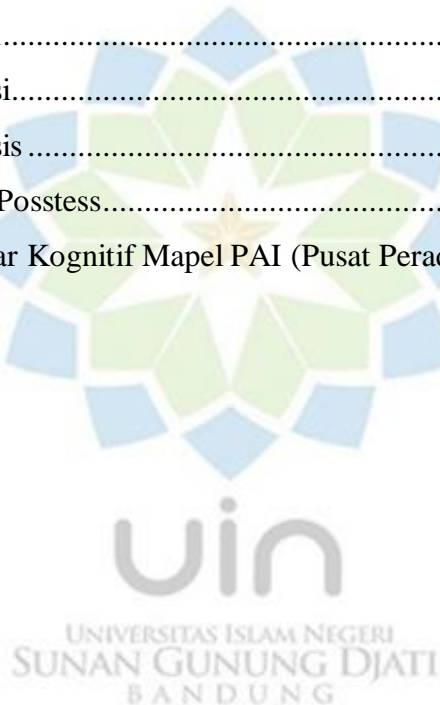 ..........................................................
si..........................................................
sis ..........................................................
Posstess..........................................................
ar Kognitif Mapel PAI (Pusat Perad
uin
UNIVERSITAS ISLAM NEGERI
SUNAN GUNUNG DJATI
BANDUNG